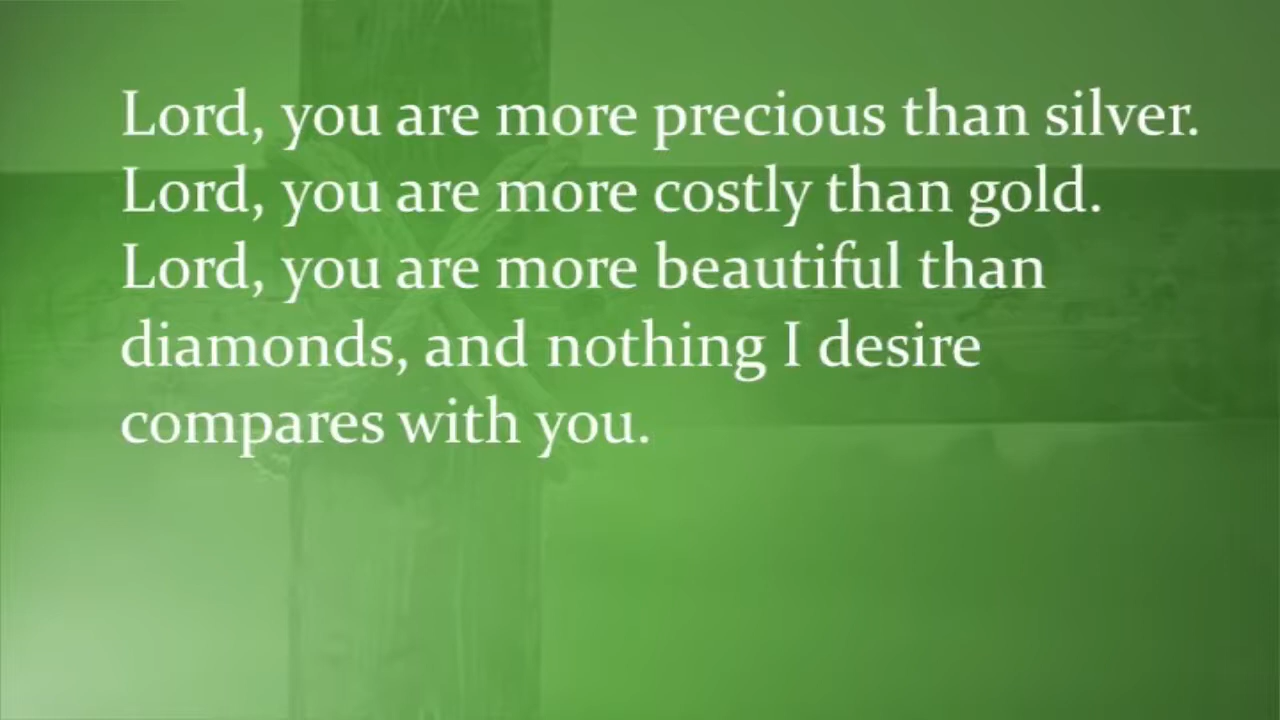 Lord, you are more precious than silver.
Lord, you are more costly than gold.
Lord, you are more beautiful than
diamonds, and nothing I desire
compares with you.